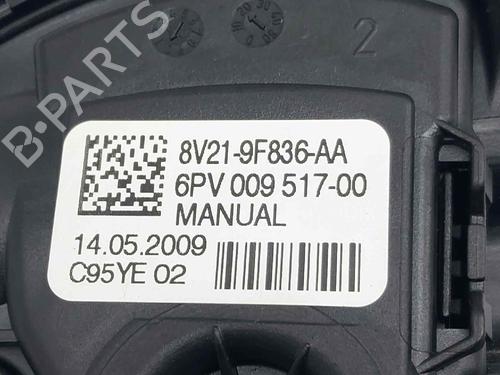 B-PARTS
2
8V21-9F836-AA
6PV 009 517-00
MANUAL
14.05.2009
C95YE 02